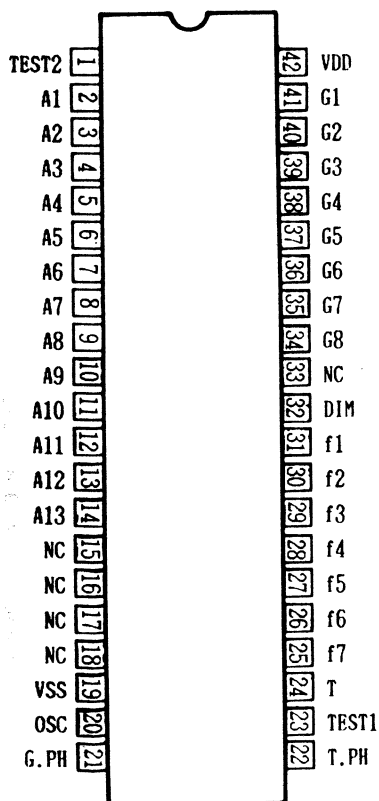 TEST2 1 42 VDD
A1 2 41 G1
A2 3 40 G2
A3 4 39 G3
A4 5 38 G4
A5 6 37 G5
A6 7 36 G6
A7 8 35 G7
A8 9 34 G8
A9 10 33 NC
A10 11 32 DIM
A11 12 31 f1
A12 13 30 f2
A13 14 29 f3
NC 15 28 f4
NC 16 27 f5
NC 17 26 f6
NC 18 25 f7
VSS 19 24 T
OSC 20 23 TEST1
G.PH 21 22 T.PH